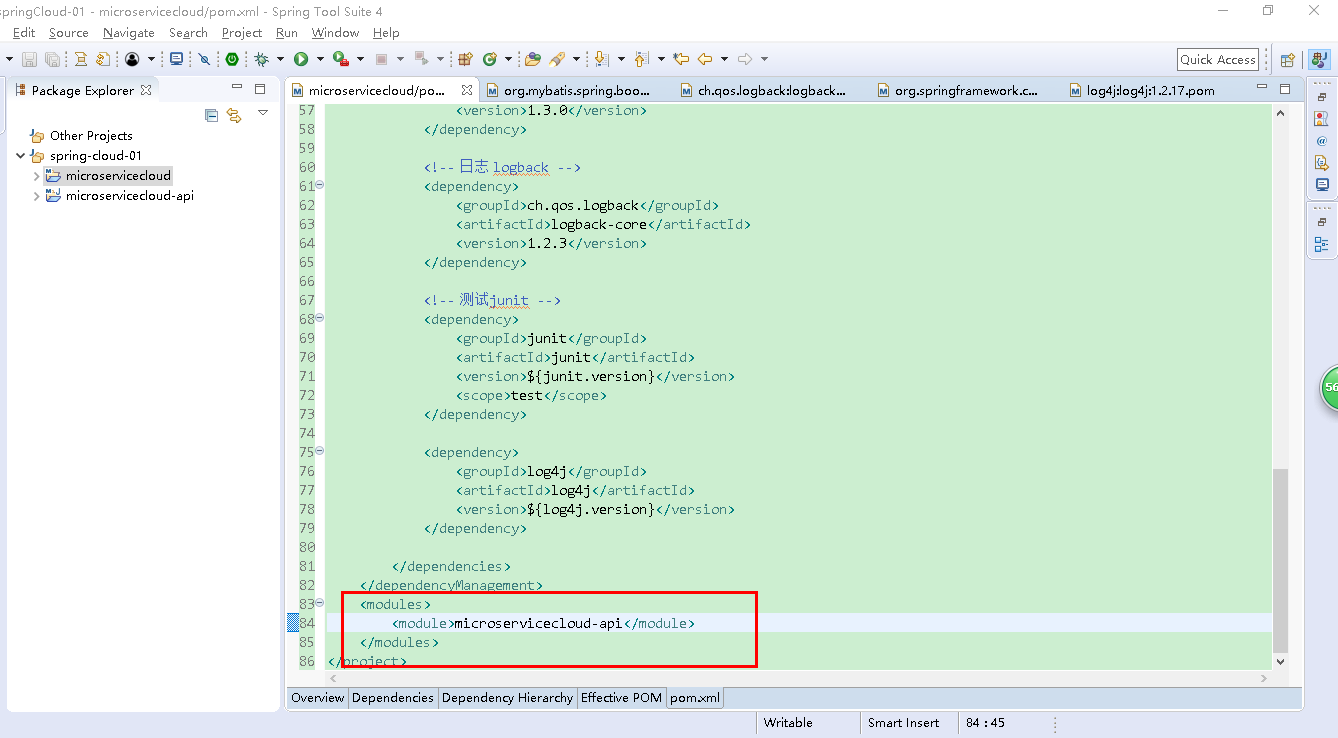 springCloud-01 - microservicecloud/pom.xml - Spring Tool Suite 4
Edit Source Navigate Search Project Run Window Help
Quick Access
Package Explorer
microservicecloud/po...
org.mybatis.spring.boo...
ch.qos.logback:logback...
org.springframework.c...
log4j:log4j:1.2.17.pom
Other Projects
spring-cloud-01
microservicecloud
microservicecloud-api
57 <version>1.3.0</version>
58 </dependency>
59
60 <!-- 日志 logback -->
61 <dependency>
62 <groupId>ch.qos.logback</groupId>
63 <artifactId>logback-core</artifactId>
64 <version>1.2.3</version>
65 </dependency>
66
67 <!-- 测试junit -->
68 <dependency>
69 <groupId>junit</groupId>
70 <artifactId>junit</artifactId>
71 <version>${junit.version}</version>
72 <scope>test</scope>
73 </dependency>
74
75 <dependency>
76 <groupId>log4j</groupId>
77 <artifactId>log4j</artifactId>
78 <version>${log4j.version}</version>
79 </dependency>
80
81 </dependencies>
82 </dependencyManagement>
83 <modules>
84 <module>microservicecloud-api</module>
85 </modules>
86 </project>
56
Overview Dependencies Dependency Hierarchy Effective POM pom.xml
Writable Smart Insert 84 : 45